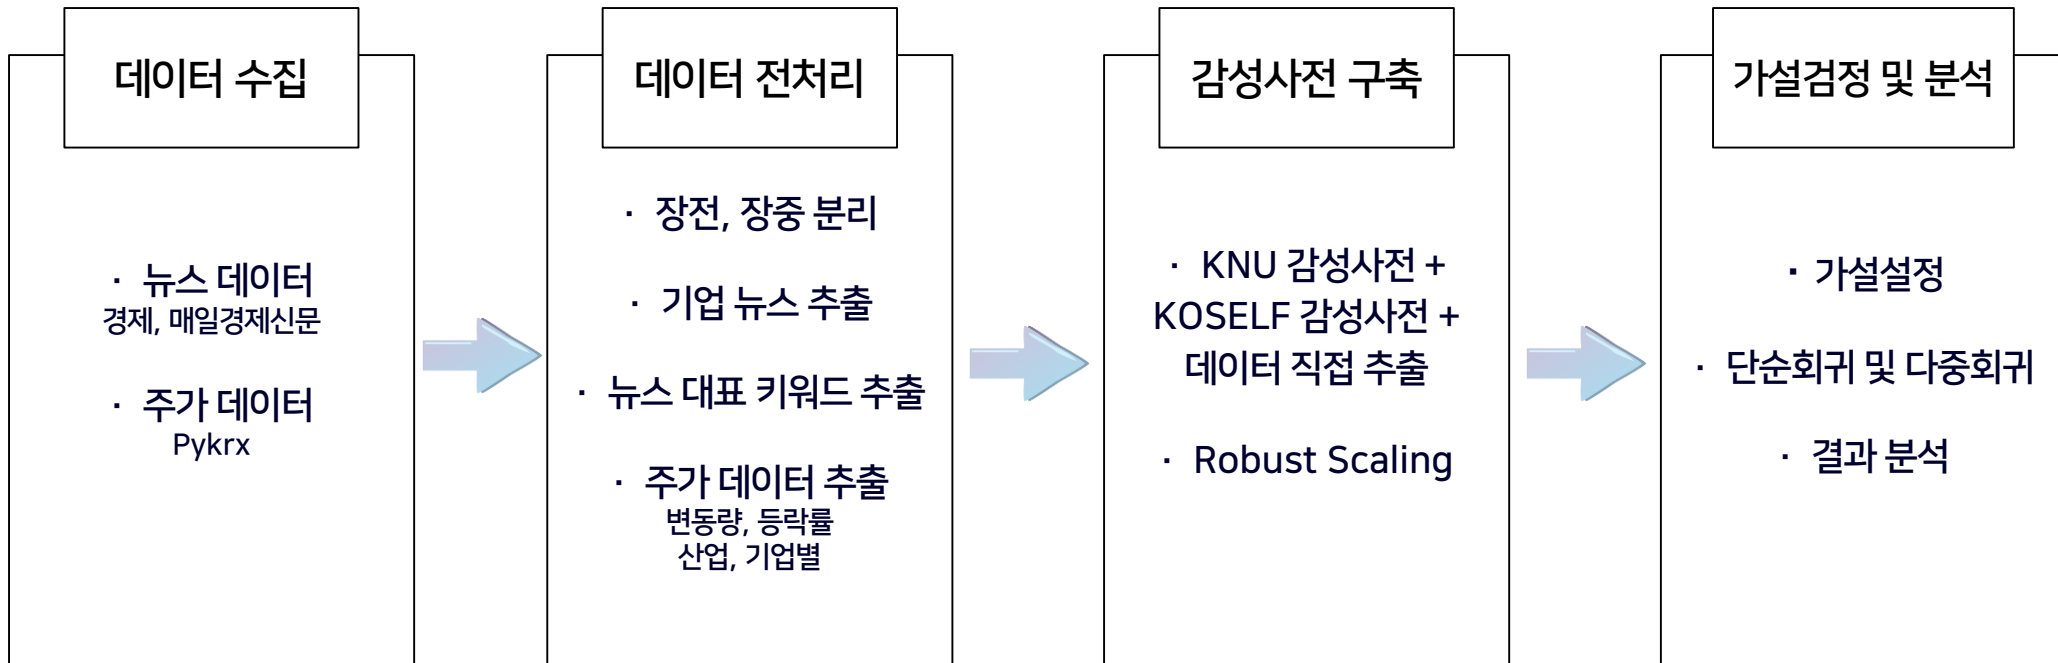 데이터 수집
· 뉴스 데이터
경제, 매일경제신문
· 주가 데이터
Pykrx
데이터 전처리
· 장전, 장중 분리
· 기업 뉴스 추출
· 뉴스 대표 키워드 추출
· 주가 데이터 추출
변동량, 등락률
산업, 기업별
감성사전 구축
· KNU 감성사전 +
KOSELF 감성사전 +
데이터 직접 추출
· Robust Scaling
가설검정 및 분석
· 가설설정
· 단순회귀 및 다중회귀
· 결과 분석